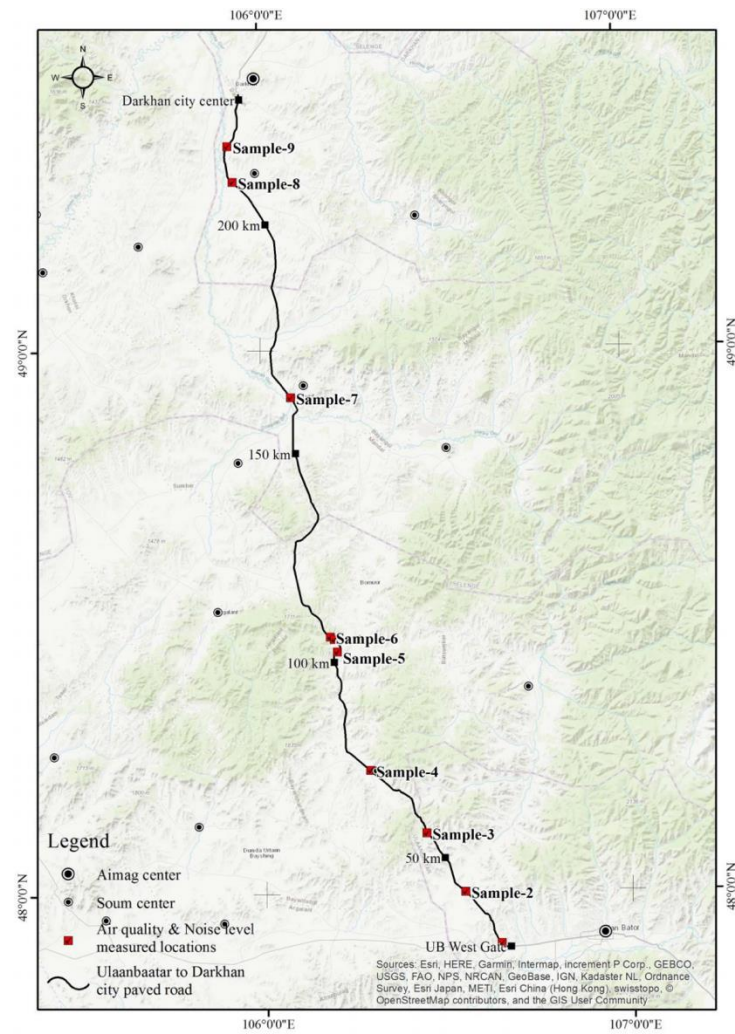 106°0'0"E 107°0'0"E
N
W E
S
Darkhan city center
Sample-9
Sample-8
200 km
49°0'0"N 49°0'0"N
Sample-7
150 km
Sample-6
Sample-5
100 km
Sample-4
Sample-3
50 km
Sample-2
48°0'0"N 48°0'0"N
UB West Gate
Legend
Aimag center
Soum center
Air quality & Noise level
measured locations
Ulaanbaatar to Darkhan
city paved road
Sources: Esri, HERE, Garmin, Intermap, increment P Corp., GEBCO,
USGS, FAO, NPS, NRCAN, GeoBase, IGN, Kadaster NL, Ordnance
Survey, Esri Japan, METI, Esri China (Hong Kong), swisstopo, ©
OpenStreetMap contributors, and the GIS User Community
106°0'0"E 107°0'0"E